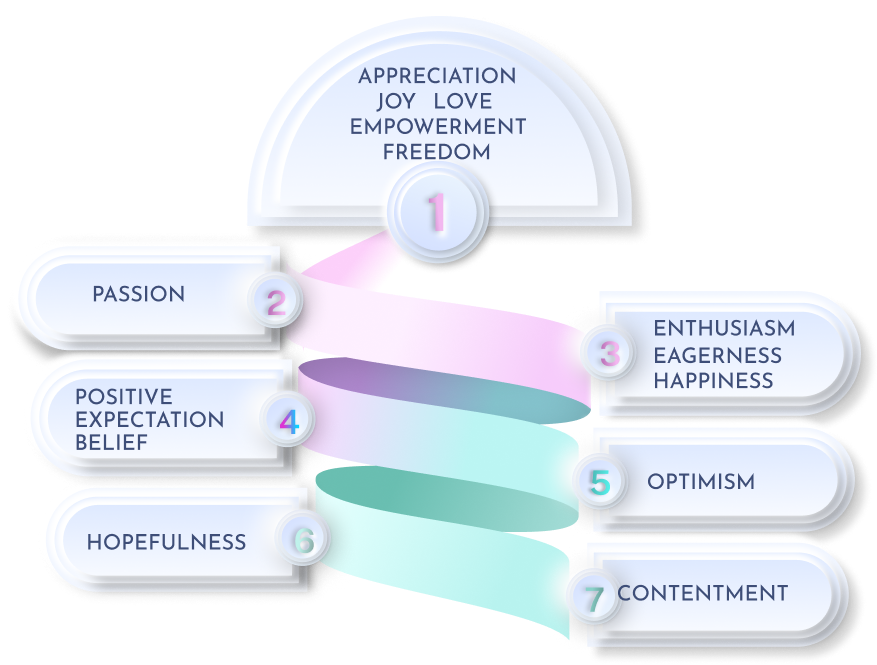 APPRECIATION
JOY LOVE
EMPOWERMENT
FREEDOM
1
PASSION
2
3
ENTHUSIASM
EAGERNESS
HAPPINESS
POSITIVE
EXPECTATION
BELIEF
4
5
OPTIMISM
HOPEFULNESS
6
7
CONTENTMENT